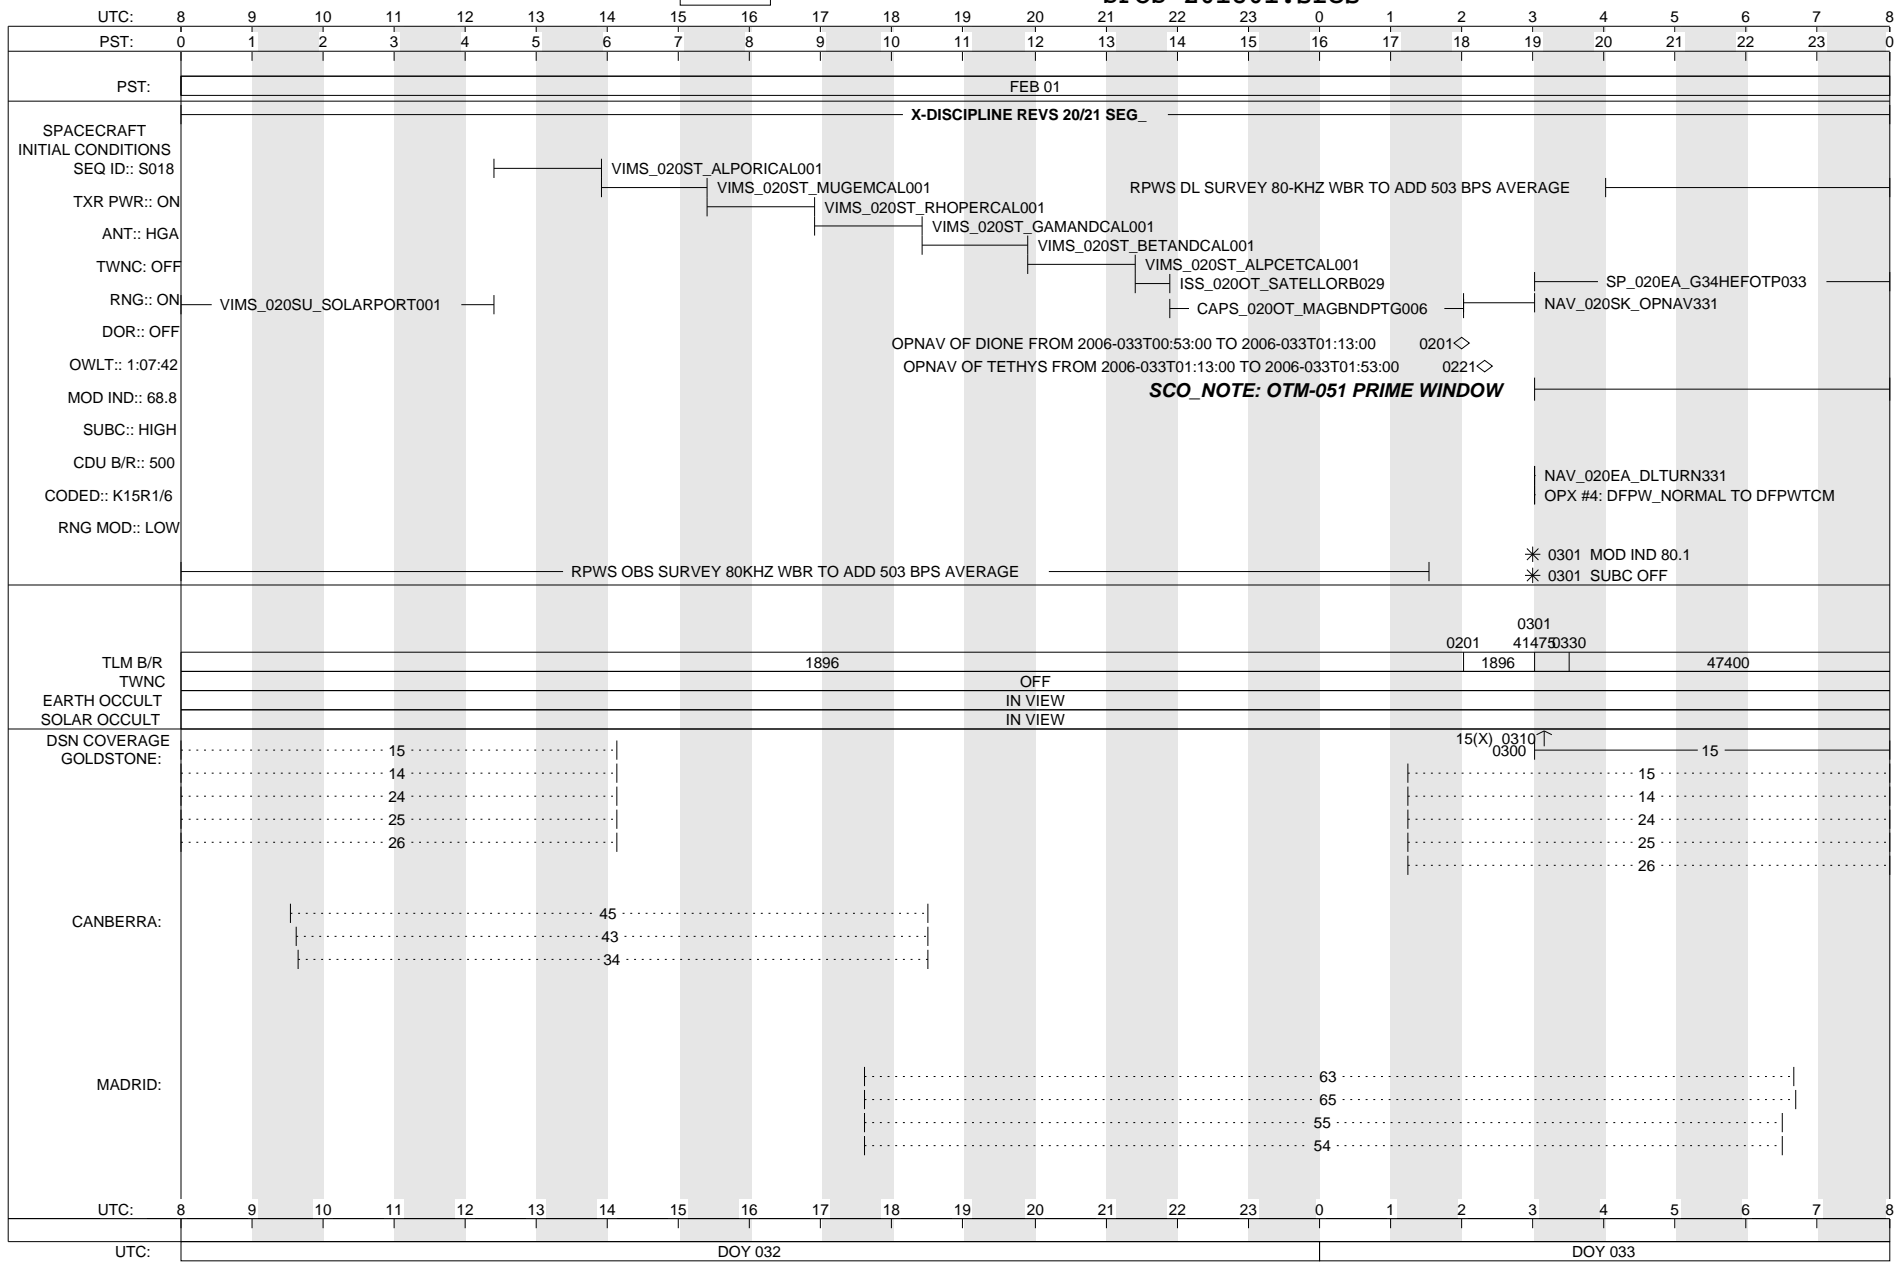 UTC: 8 9 10 11 12 13 14 15 16 17 18 19 20 21 22 23 0 1 2 3 4 5 6 7 8
PST: 0 1 2 3 4 5 6 7 8 9 10 11 12 13 14 15 16 17 18 19 20 21 22 23 0
PST: FEB 01
X-DISCIPLINE REVS 20/21 SEG_
SPACECRAFT
INITIAL CONDITIONS
SEQ ID:: S018 VIMS_020ST_ALPORICAL001
VIMS_020ST_MUGEMCAL001 RPWS DL SURVEY 80-KHZ WBR TO ADD 503 BPS AVERAGE
TXR PWR:: ON VIMS_020ST_RHOPERCAL001
ANT:: HGA VIMS_020ST_GAMANDCAL001
VIMS_020ST_BETANDCAL001
TWNC: OFF VIMS_020ST_ALPCETCAL001
ISS_020OT_SATELLORB029 SP_020EA_G34HEFOTP033
RNG:: ON VIMS_020SU_SOLARPORT001 CAPS_020OT_MAGBNDPTG006 NAV_020SK_OPNAV331
DOR:: OFF
OPNAV OF DIONE FROM 2006-033T00:53:00 TO 2006-033T01:13:00 0201
OWLT:: 1:07:42 OPNAV OF TETHYS FROM 2006-033T01:13:00 TO 2006-033T01:53:00 0221
SCO_NOTE: OTM-051 PRIME WINDOW
MOD IND:: 68.8
SUBC:: HIGH
CDU B/R:: 500
NAV_020EA_DLTURN331
CODED:: K15R1/6 OPX #4: DFPW_NORMAL TO DFPWTCM
RNG MOD:: LOW
0301 MOD IND 80.1
RPWS OBS SURVEY 80KHZ WBR TO ADD 503 BPS AVERAGE 0301 SUBC OFF
0301
0201 41475 0330
TLM B/R 1896 1896 47400
TWNC OFF
EARTH OCCULT IN VIEW
SOLAR OCCULT IN VIEW
DSN COVERAGE 15(X) 0310
GOLDSTONE: 15 0300 15
14 15
24 14
25 24
26 25
26
CANBERRA: 45
43
34
MADRID: 63
65
55
54
UTC: 8 9 10 11 12 13 14 15 16 17 18 19 20 21 22 23 0 1 2 3 4 5 6 7 8
UTC: DOY 032 DOY 033